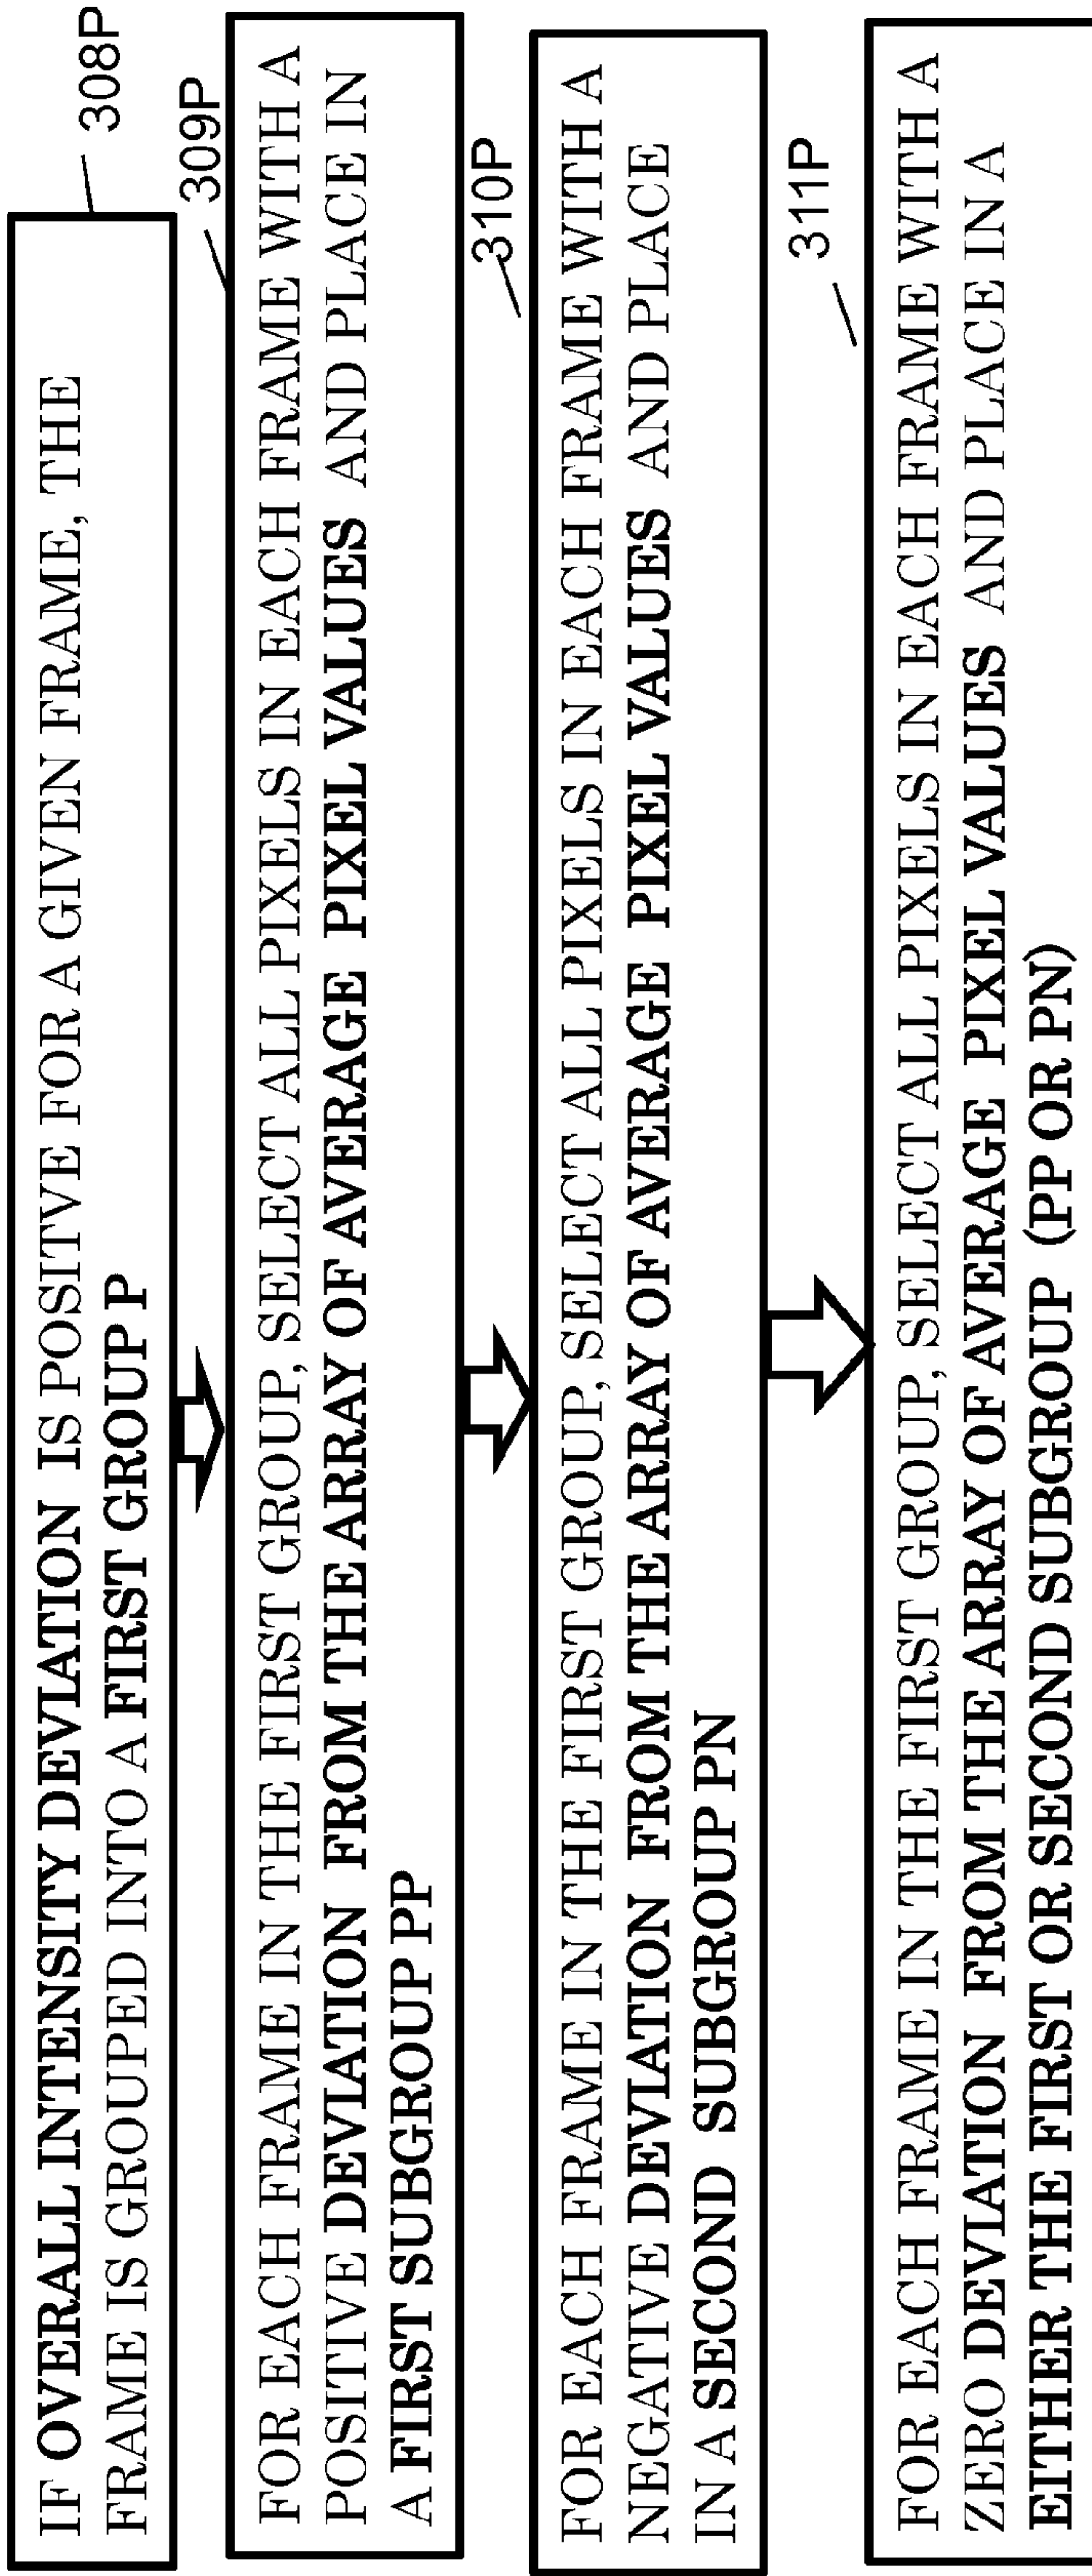 IF OVERALL INTENSITY DEVIATION IS POSITVE FOR A GIVEN FRAME, THE
FRAME IS GROUPED INTO A FIRST GROUP P
308P
FOR EACH FRAME IN THE FIRST GROUP, SELECT ALL PIXELS IN EACH FRAME WITH A
POSITIVE DEVIATION FROM THE ARRAY OF AVERAGE PIXEL VALUES AND PLACE IN
A FIRST SUBGROUP PP
309P
FOR EACH FRAME IN THE FIRST GROUP, SELECT ALL PIXELS IN EACH FRAME WITH A
NEGATIVE DEVIATION FROM THE ARRAY OF AVERAGE PIXEL VALUES AND PLACE
IN A SECOND SUBGROUP PN
310P
FOR EACH FRAME IN THE FIRST GROUP, SELECT ALL PIXELS IN EACH FRAME WITH A
ZERO DEVIATION FROM THE ARRAY OF AVERAGE PIXEL VALUES AND PLACE IN A
EITHER THE FIRST OR SECOND SUBGROUP (PP OR PN)
311P